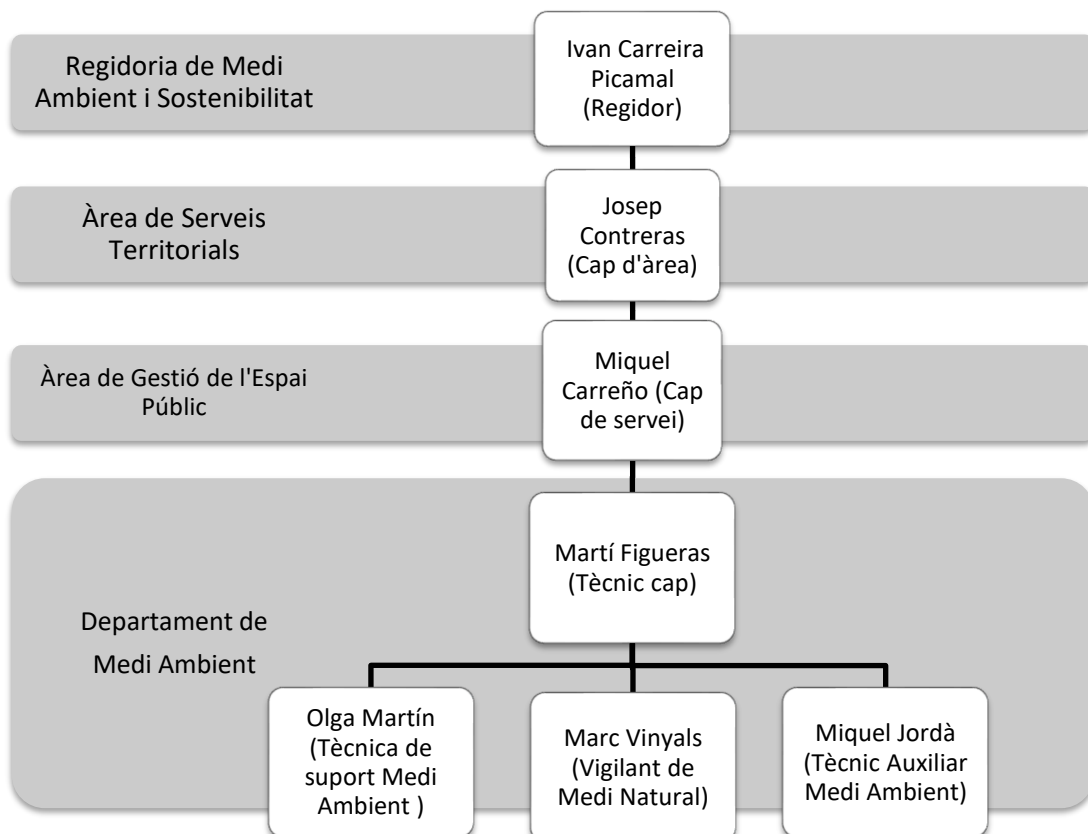 Regidoria de Medi
Ambient i Sostenibilitat
Ivan Carreira
Picamal
(Regidor)
Àrea de Serveis
Territorials
Josep
Contreras
(Cap d'àrea)
Àrea de Gestió de l'Espai
Públic
Miquel
Carreño (Cap
de servei)
Departament de
Medi Ambient
Martí Figueras
(Tècnic cap)
Olga Martín
(Tècnica de
suport Medi
Ambient )
Marc Vinyals
(Vigilant de
Medi Natural)
Miquel Jordà
(Tècnic Auxiliar
Medi Ambient)